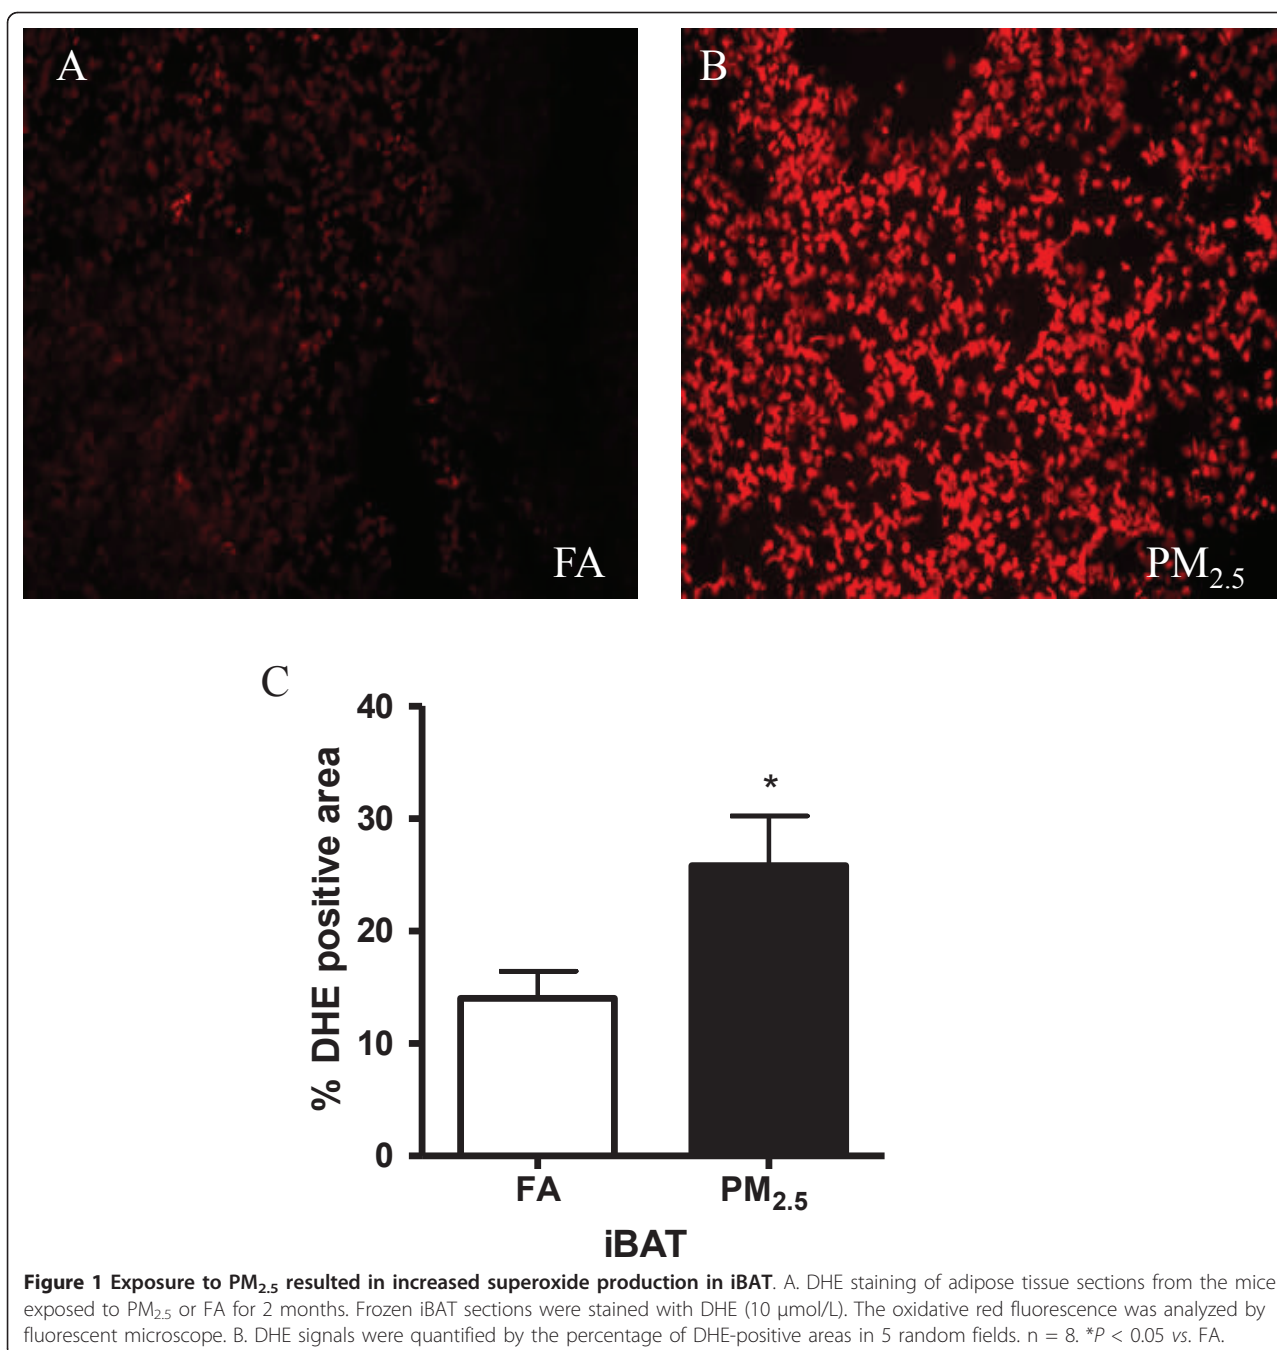 A
B
FA
PM2.5
C
40
30
20
10
0
% DHE positive area
*
FA
PM2.5
iBAT
Figure 1 Exposure to PM2.5 resulted in increased superoxide production in iBAT. A. DHE staining of adipose tissue sections from the mice
exposed to PM2.5 or FA for 2 months. Frozen iBAT sections were stained with DHE (10 μmol/L). The oxidative red fluorescence was analyzed by
fluorescent microscope. B. DHE signals were quantified by the percentage of DHE-positive areas in 5 random fields. n = 8. *P < 0.05 vs. FA.